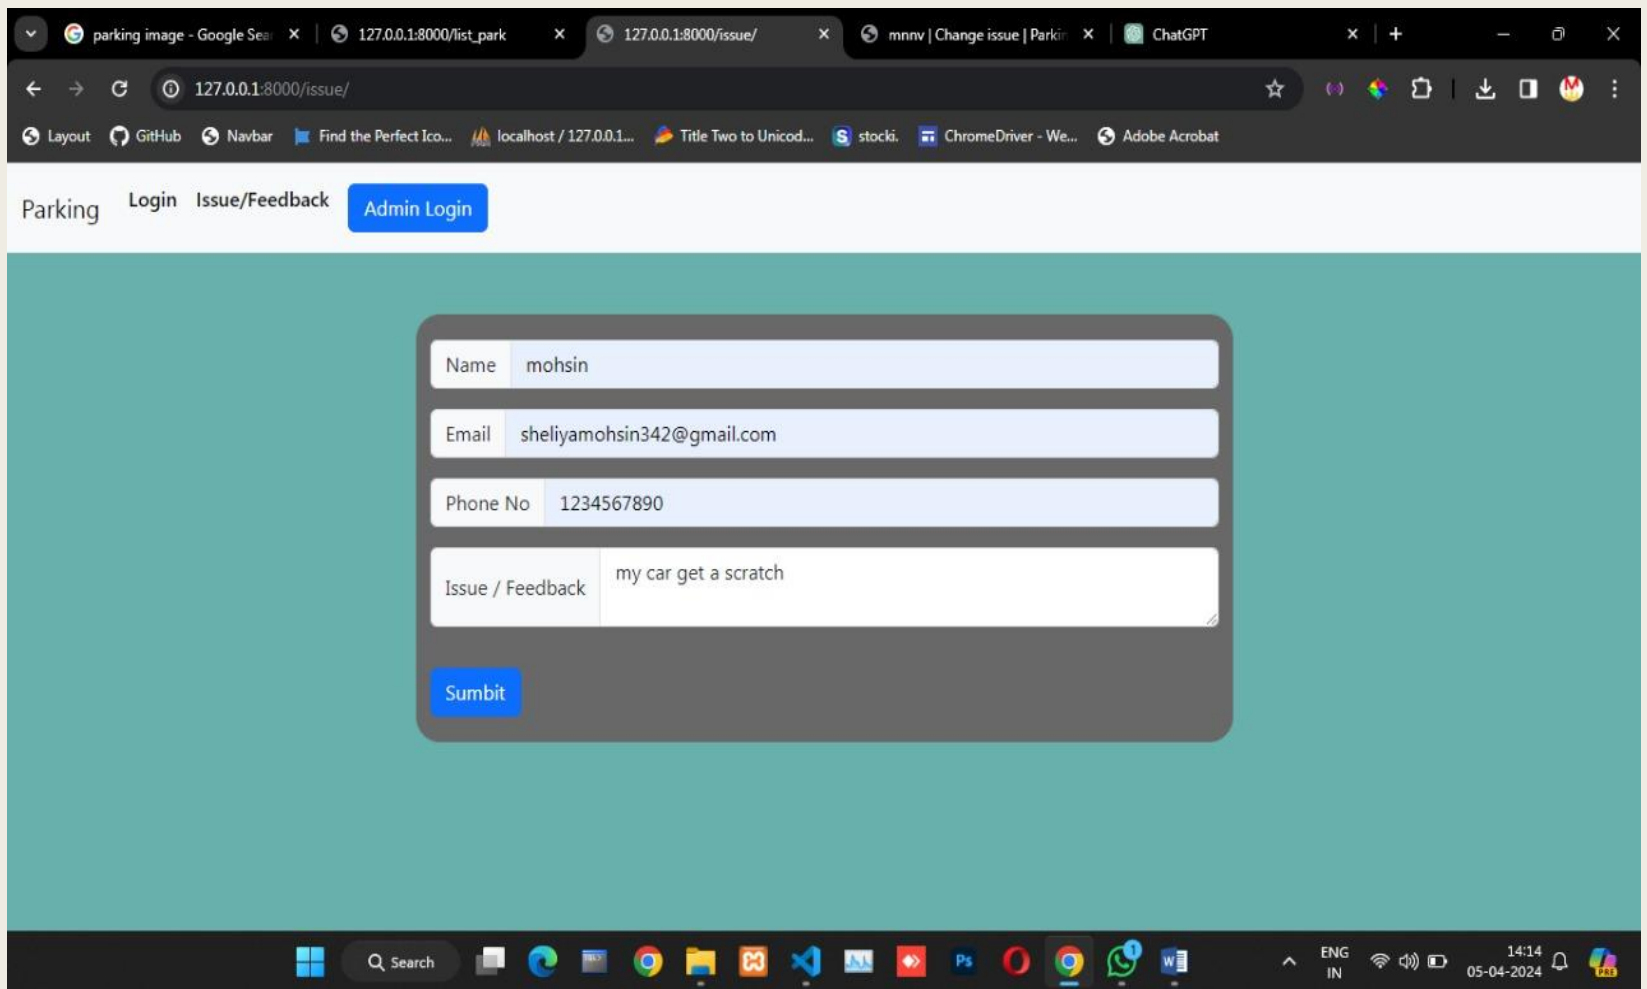 parking image - Google Sea
127.0.0.1:8000/list_park
127.0.0.1:8000/issue/
mnnv | Change issue | Parkin
ChatGPT
127.0.0.1:8000/issue/
Layout
GitHub
Navbar
Find the Perfect Ico...
localhost / 127.0.0.1...
Title Two to Unicod...
S stocki.
ChromeDriver - We...
Adobe Acrobat
Parking
Login
Issue/Feedback
Admin Login
Name mohsin
Email sheliyamohsin342@gmail.com
Phone No 1234567890
Issue / Feedback my car get a scratch
Sumbit
Search
Ps
1
W
ENG
IN
14:14
05-04-2024
PRE